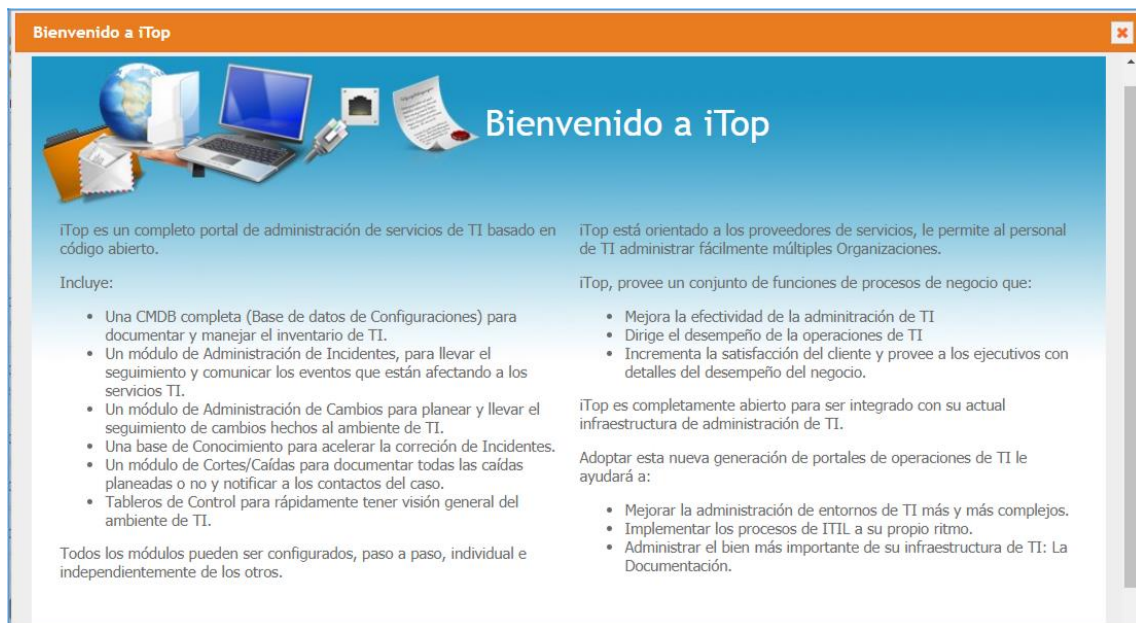 Bienvenido a iTop
Bienvenido a iTop
iTop es un completo portal de administración de servicios de TI basado en
código abierto.
Incluye:
• Una CMDB completa (Base de datos de Configuraciones) para
documentar y manejar el inventario de TI.
• Un módulo de Administración de Incidentes, para llevar el
seguimiento y comunicar los eventos que están afectando a los
servicios TI.
• Un módulo de Administración de Cambios para planear y llevar el
seguimiento de cambios hechos al ambiente de TI.
• Una base de Conocimiento para acelerar la correción de Incidentes.
• Un módulo de Cortes/Caídas para documentar todas las caídas
planeadas o no y notificar a los contactos del caso.
• Tableros de Control para rápidamente tener visión general del
ambiente de TI.
Todos los módulos pueden ser configurados, paso a paso, individual e
independientemente de los otros.
iTop está orientado a los proveedores de servicios, le permite al personal
de TI administrar fácilmente múltiples Organizaciones.
iTop, provee un conjunto de funciones de procesos de negocio que:
• Mejora la efectividad de la adminitración de TI
• Dirige el desempeño de la operaciones de TI
• Incrementa la satisfacción del cliente y provee a los ejecutivos con
detalles del desempeño del negocio.
iTop es completamente abierto para ser integrado con su actual
infraestructura de administración de TI.
Adoptar esta nueva generación de portales de operaciones de TI le
ayudará a:
• Mejorar la administración de entornos de TI más y más complejos.
• Implementar los procesos de ITIL a su propio ritmo.
• Administrar el bien más importante de su infraestructura de TI: La
Documentación.